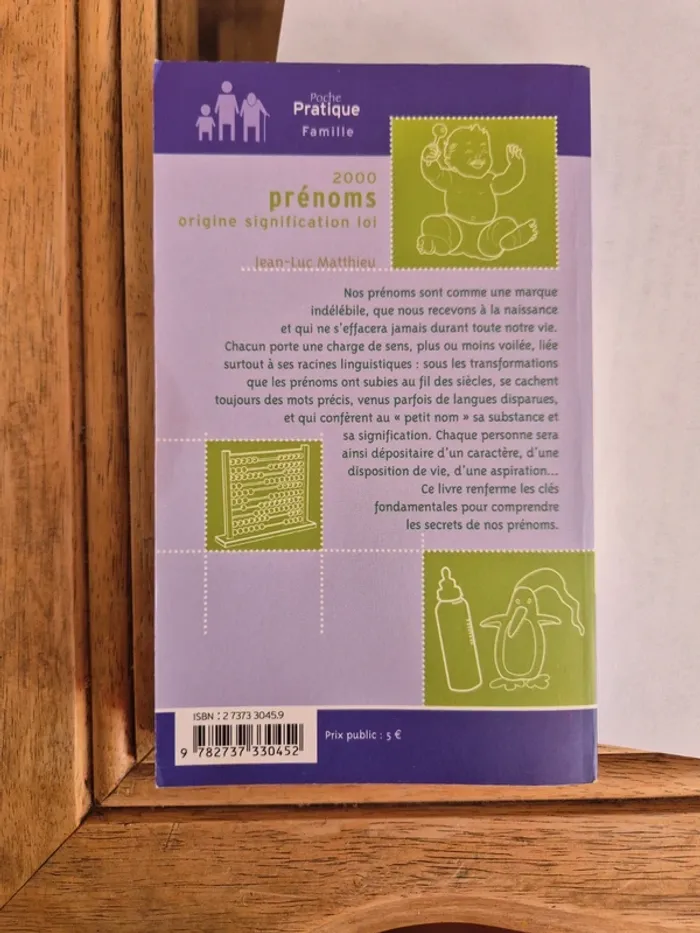 Poche
Pratique
Famille
2000
prénoms
origine signification loi
Jean-Luc Matthieu
Nos prénoms sont comme une marque
indélébile, que nous recevons à la naissance
et qui ne s'effacera jamais durant toute notre vie.
Chacun porte une charge de sens, plus ou moins voilée, liée
surtout à ses racines linguistiques : sous les transformations
que les prénoms ont subies au fil des siècles, se cachent
toujours des mots précis, venus parfois de langues disparues,
et qui confèrent au « petit nom » sa substance et
sa signification. Chaque personne sera
ainsi dépositaire d'un caractère, d'une
disposition de vie, d'une aspiration...
Ce livre renferme les clés
fondamentales pour comprendre
les secrets de nos prénoms.
ISBN : 2 7373 3045.9
9 782737 330452
Prix public : 5 €